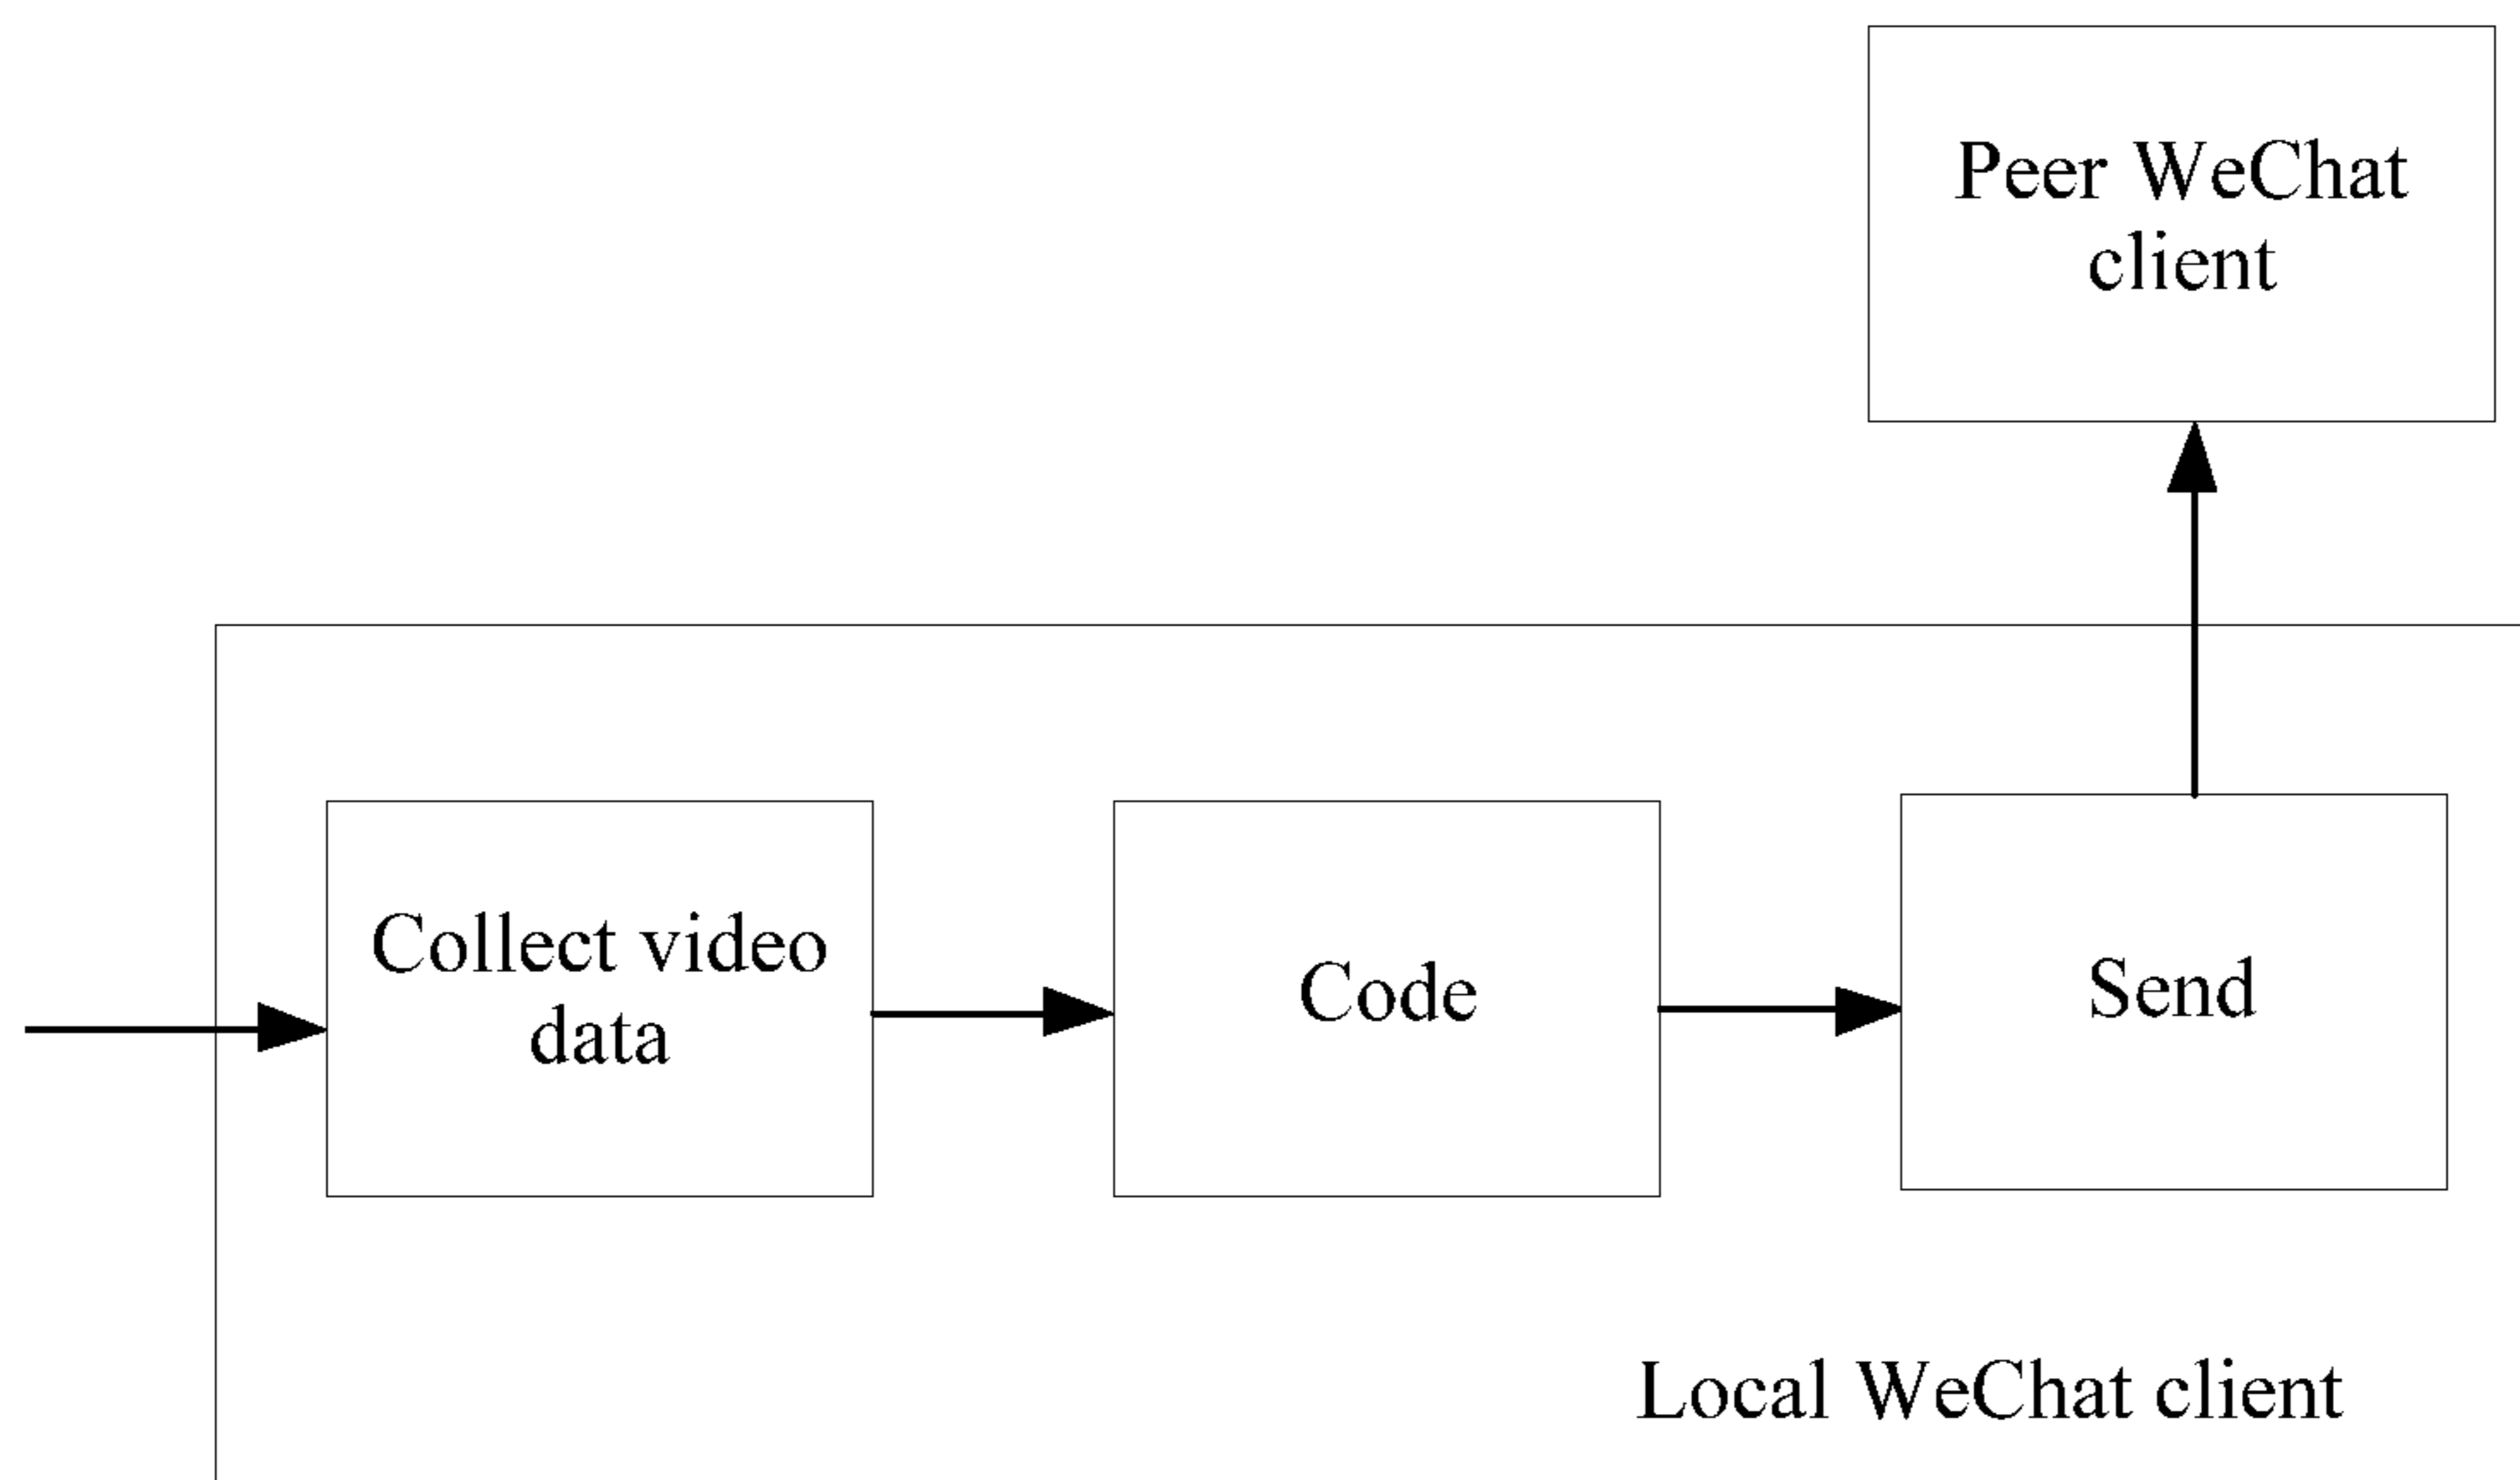 Peer WeChat
client
Collect video
data
Code
Send
Local WeChat client